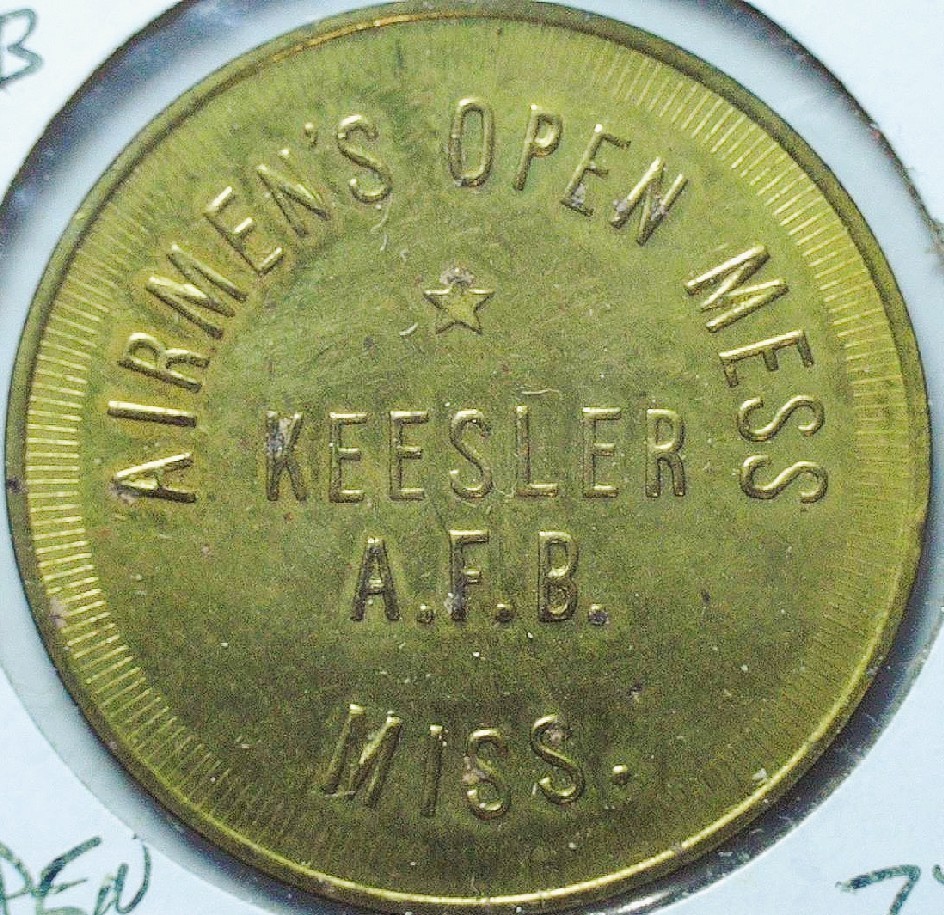 AIRMEN'S OPEN MESS
KEESLER
A.F.B.
MISS.